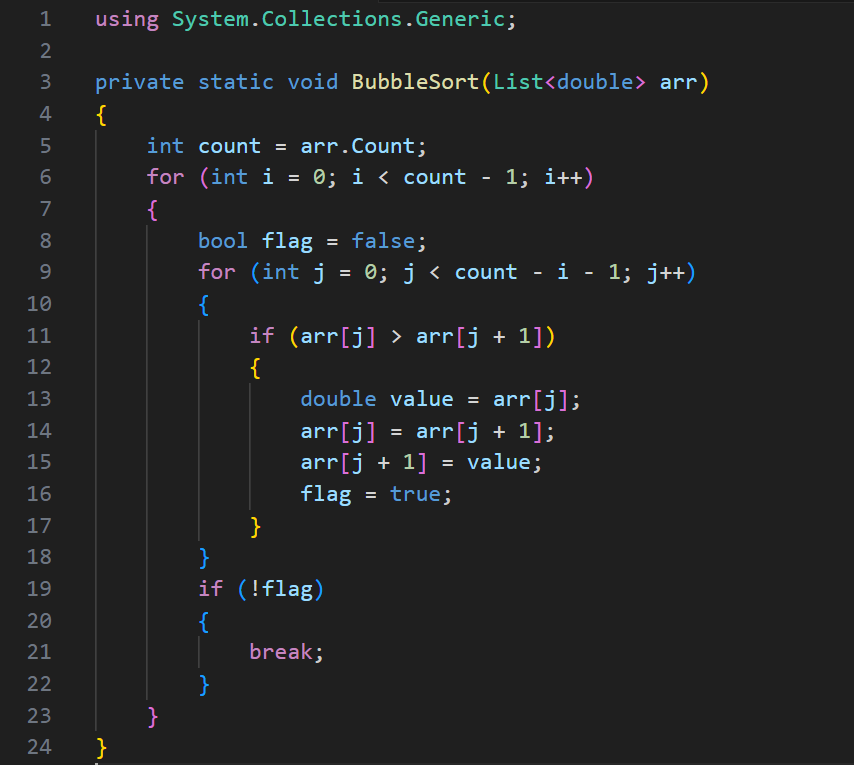 1 using System.Collections.Generic;
2
3 private static void BubbleSort(List<double> arr)
4 {
5     int count = arr.Count;
6     for (int i = 0; i < count - 1; i++)
7     {
8         bool flag = false;
9         for (int j = 0; j < count - i - 1; j++)
10         {
11             if (arr[j] > arr[j + 1])
12             {
13                 double value = arr[j];
14                 arr[j] = arr[j + 1];
15                 arr[j + 1] = value;
16                 flag = true;
17             }
18         }
19         if (!flag)
20         {
21             break;
22         }
23     }
24 }